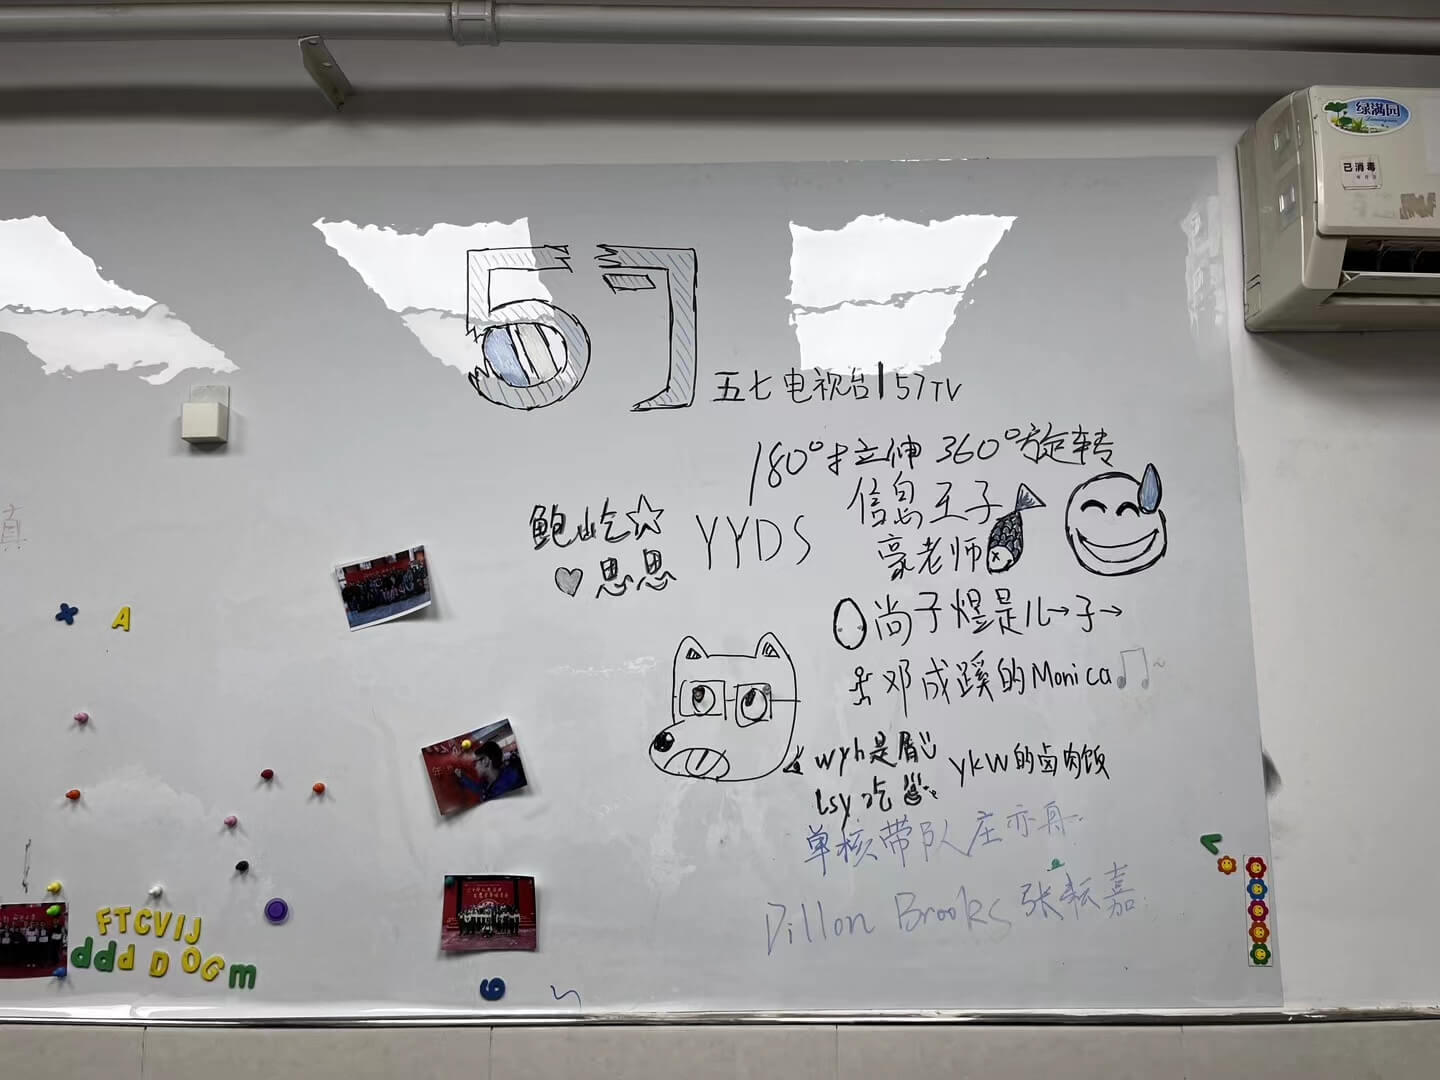 绿满园
已消毒
57
五七电视台|57TV
180°拉伸 360°旋转
信息王子
豪老师
鲍屹☆
♥思思
YYDS
尚子煜是儿→子→
邓成蹊的Monica
wyh是眉
ykw的卤肉饭
lsy吃
单核带队庄亦舟
Dillon Brooks 张耘嘉
真
A
FTCVIJ
ddd DOGm